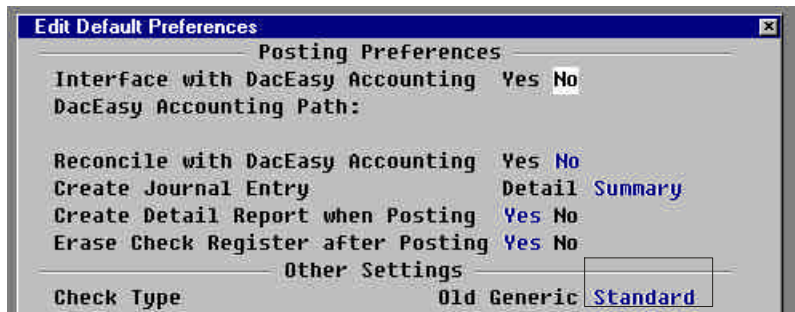 Edit Default Preferences
Posting Preferences
Interface with DacEasy Accounting Yes No
DacEasy Accounting Path:
Reconcile with DacEasy Accounting Yes No
Create Journal Entry Detail Summary
Create Detail Report when Posting Yes No
Erase Check Register after Posting Yes No
Other Settings
Check Type Old Generic Standard